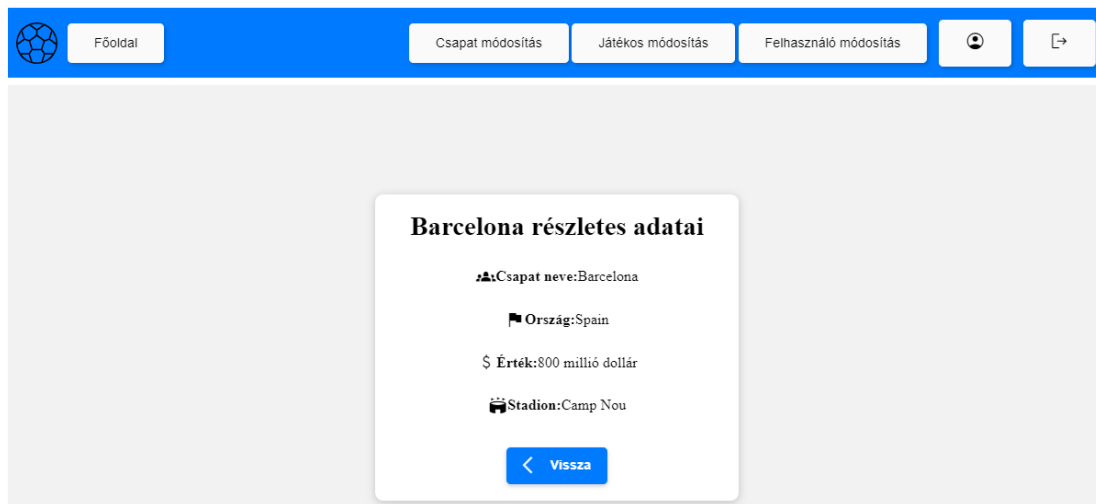 Főoldal
Csapat módosítás
Játékos módosítás
Felhasználó módosítás
Barcelona részletes adatai
Csapat neve:Barcelona
Ország:Spain
$ Érték:800 millió dollár
Stadion:Camp Nou
Vissza